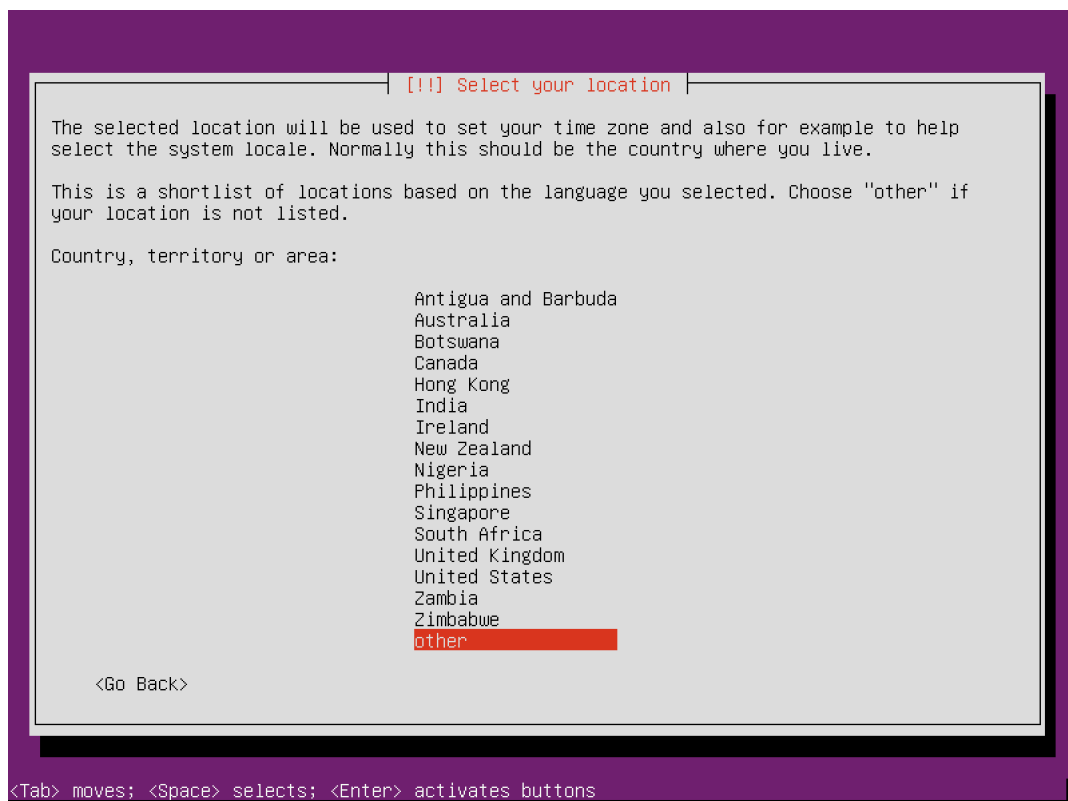 [!!] Select your location
The selected location will be used to set your time zone and also for example to help
select the system locale. Normally this should be the country where you live.
This is a shortlist of locations based on the language you selected. Choose "other" if
your location is not listed.
Country, territory or area:
Antigua and Barbuda
Australia
Botswana
Canada
Hong Kong
India
Ireland
New Zealand
Nigeria
Philippines
Singapore
South Africa
United Kingdom
United States
Zambia
Zimbabwe
other
<Go Back>
<Tab> moves; <Space> selects; <Enter> activates buttons